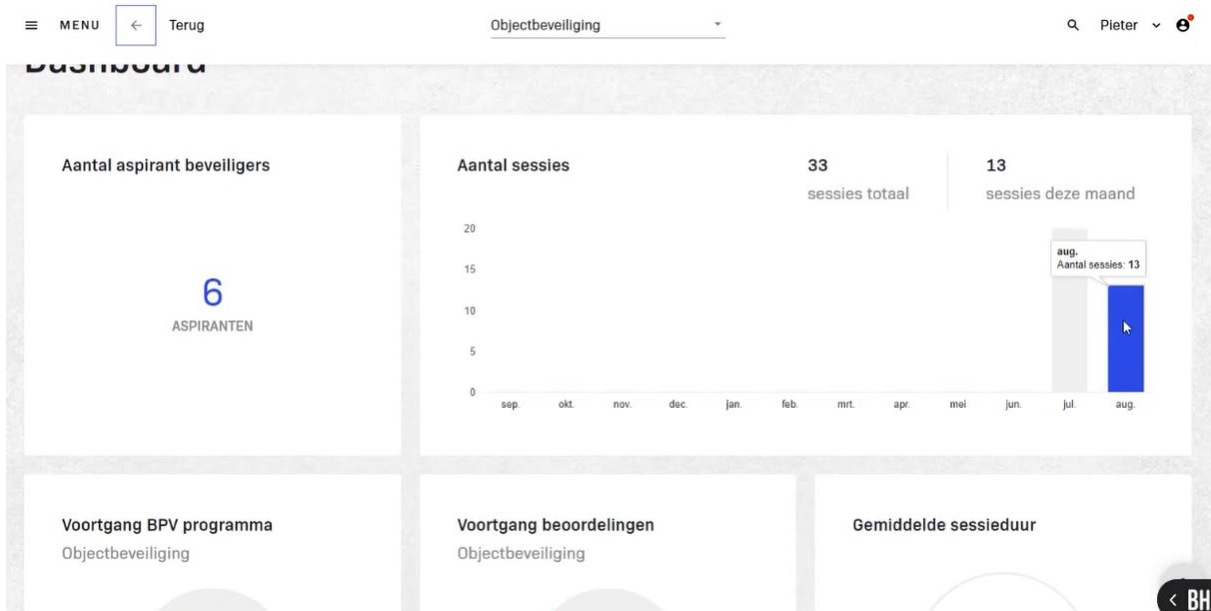 MENU
Terug
Objectbeveiliging
Pieter
Dashboard
Aantal aspirant beveiligers
6
ASPIRANTEN
Aantal sessies
33
sessies totaal
13
sessies deze maand
20
15
10
5
0
aug.
Aantal sessies: 13
sep. okt. nov. dec. jan. feb. mrt. apr. mei jun. jul. aug.
Voortgang BPV programma
Objectbeveiliging
Voortgang beoordelingen
Objectbeveiliging
Gemiddelde sessieduur
BH